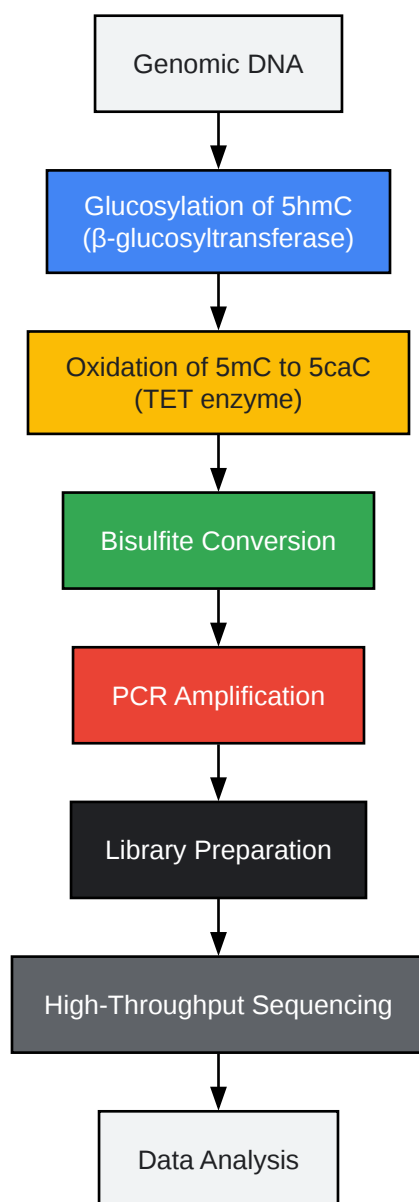 Genomic DNA
Glucosylation of 5hmC
(β-glucosyltransferase)
Oxidation of 5mC to 5caC
(TET enzyme)
Bisulfite Conversion
PCR Amplification
Library Preparation
High-Throughput Sequencing
Data Analysis